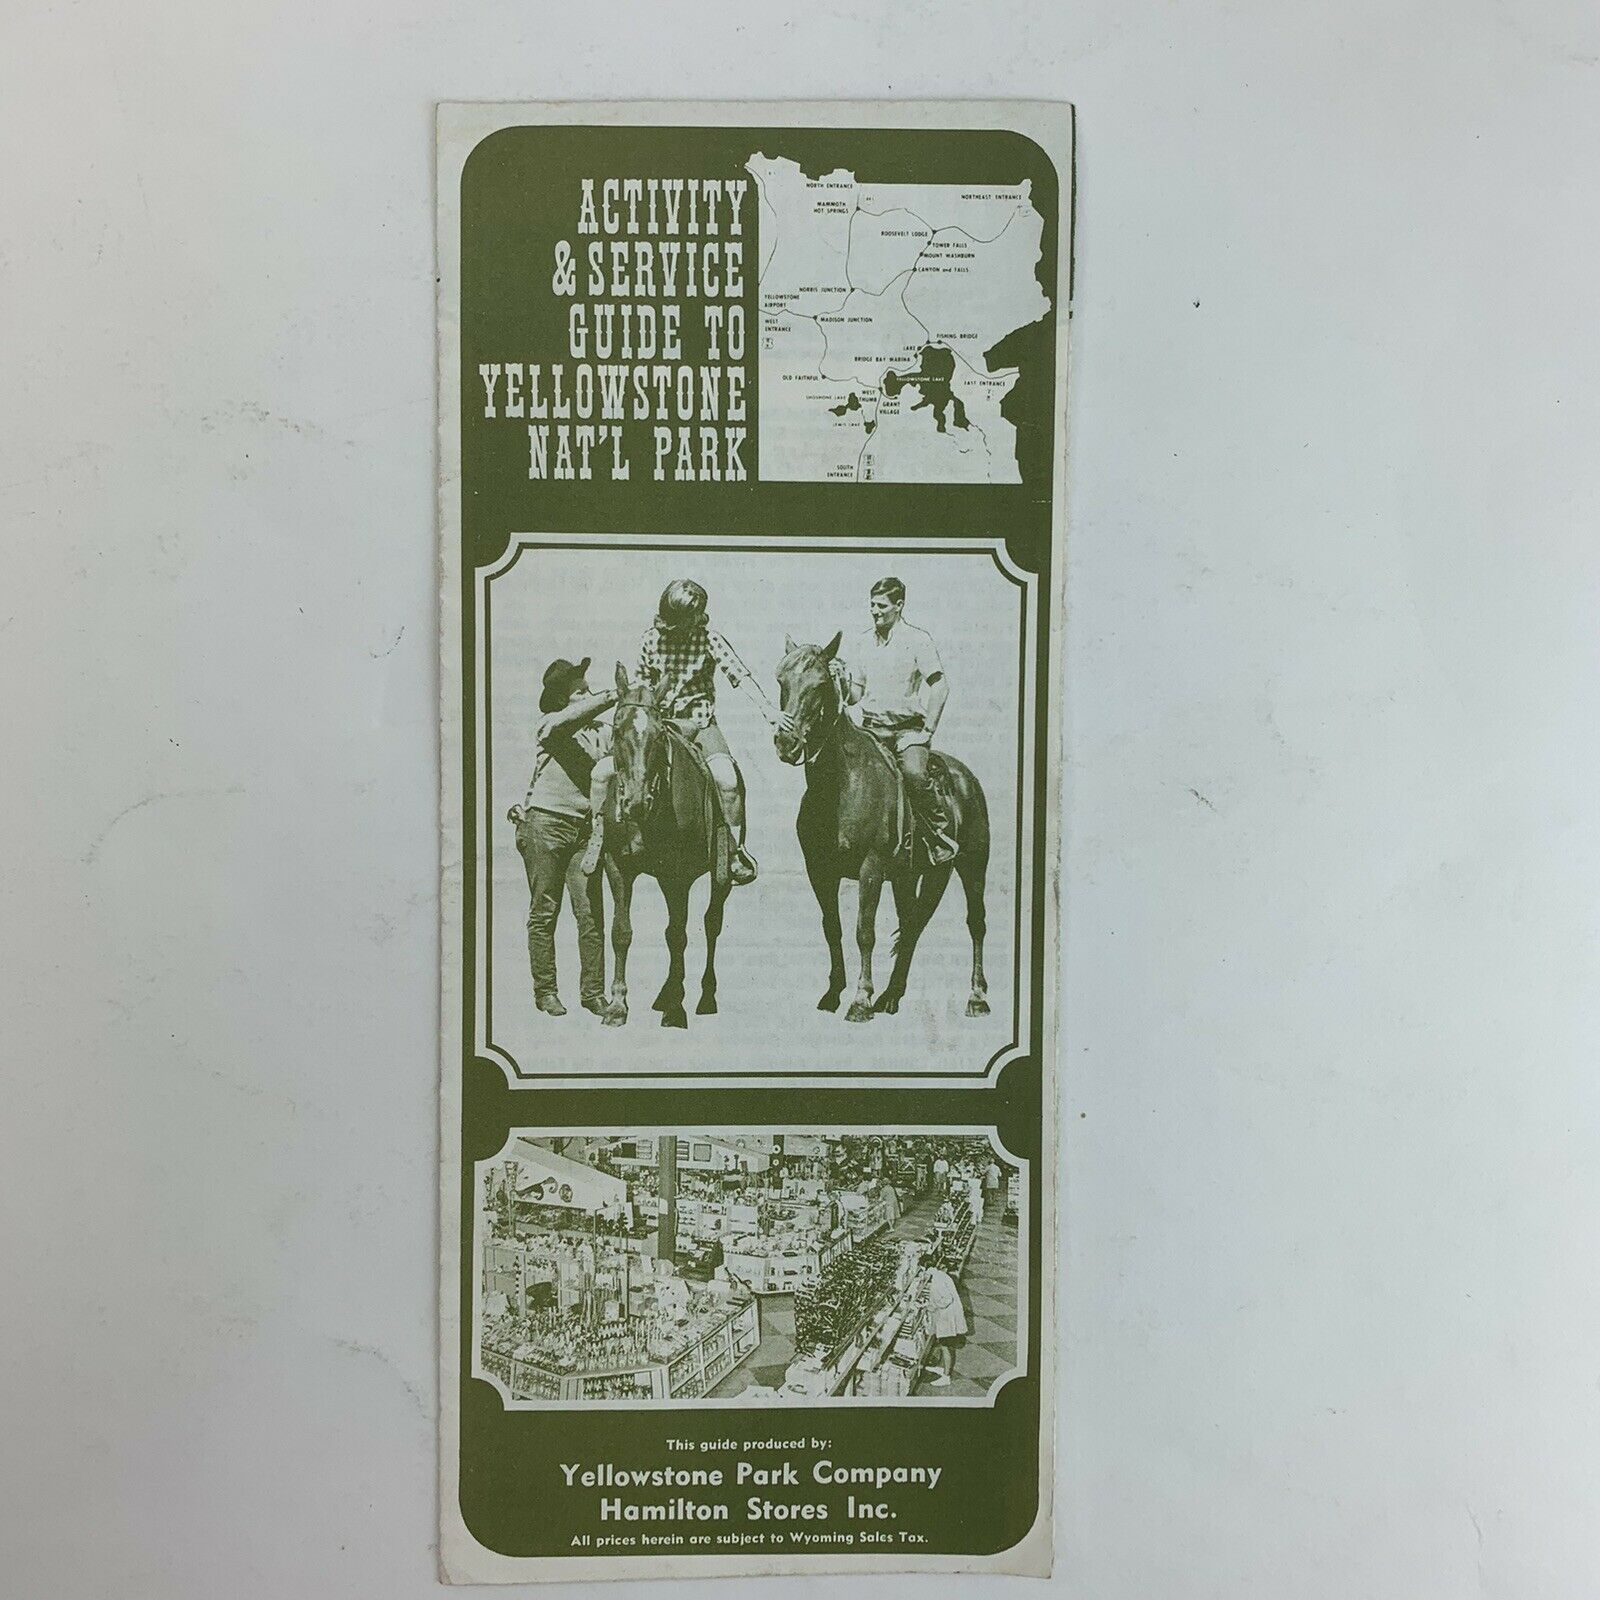 ACTIVITY
& SERVICE
GUIDE TO
YELLOWSTONE
NAT'L PARK
NORTH ENTRANCE
NORTHEAST ENTRANCE
MAMMOTH
HOT SPRINGS
ROOSEVELT LODGE
TOWER FALLS
MOUNT WASHBURN
CANYON and FALLS
NORRIS JUNCTION
YELLOWSTONE
AIRPORT
MADISON JUNCTION
WEST
ENTRANCE
FISHING BRIDGE
LAKE
BRIDGE BAY MARINA
OLD FAITHFUL
YELLOWSTONE LAKE
EAST ENTRANCE
SHOSHONE LAKE
WEST
THUMB
GRANT
VILLAGE
LEWIS LAKE
SOUTH
ENTRANCE
This guide produced by:
Yellowstone Park Company
Hamilton Stores Inc.
All prices herein are subject to Wyoming Sales Tax.